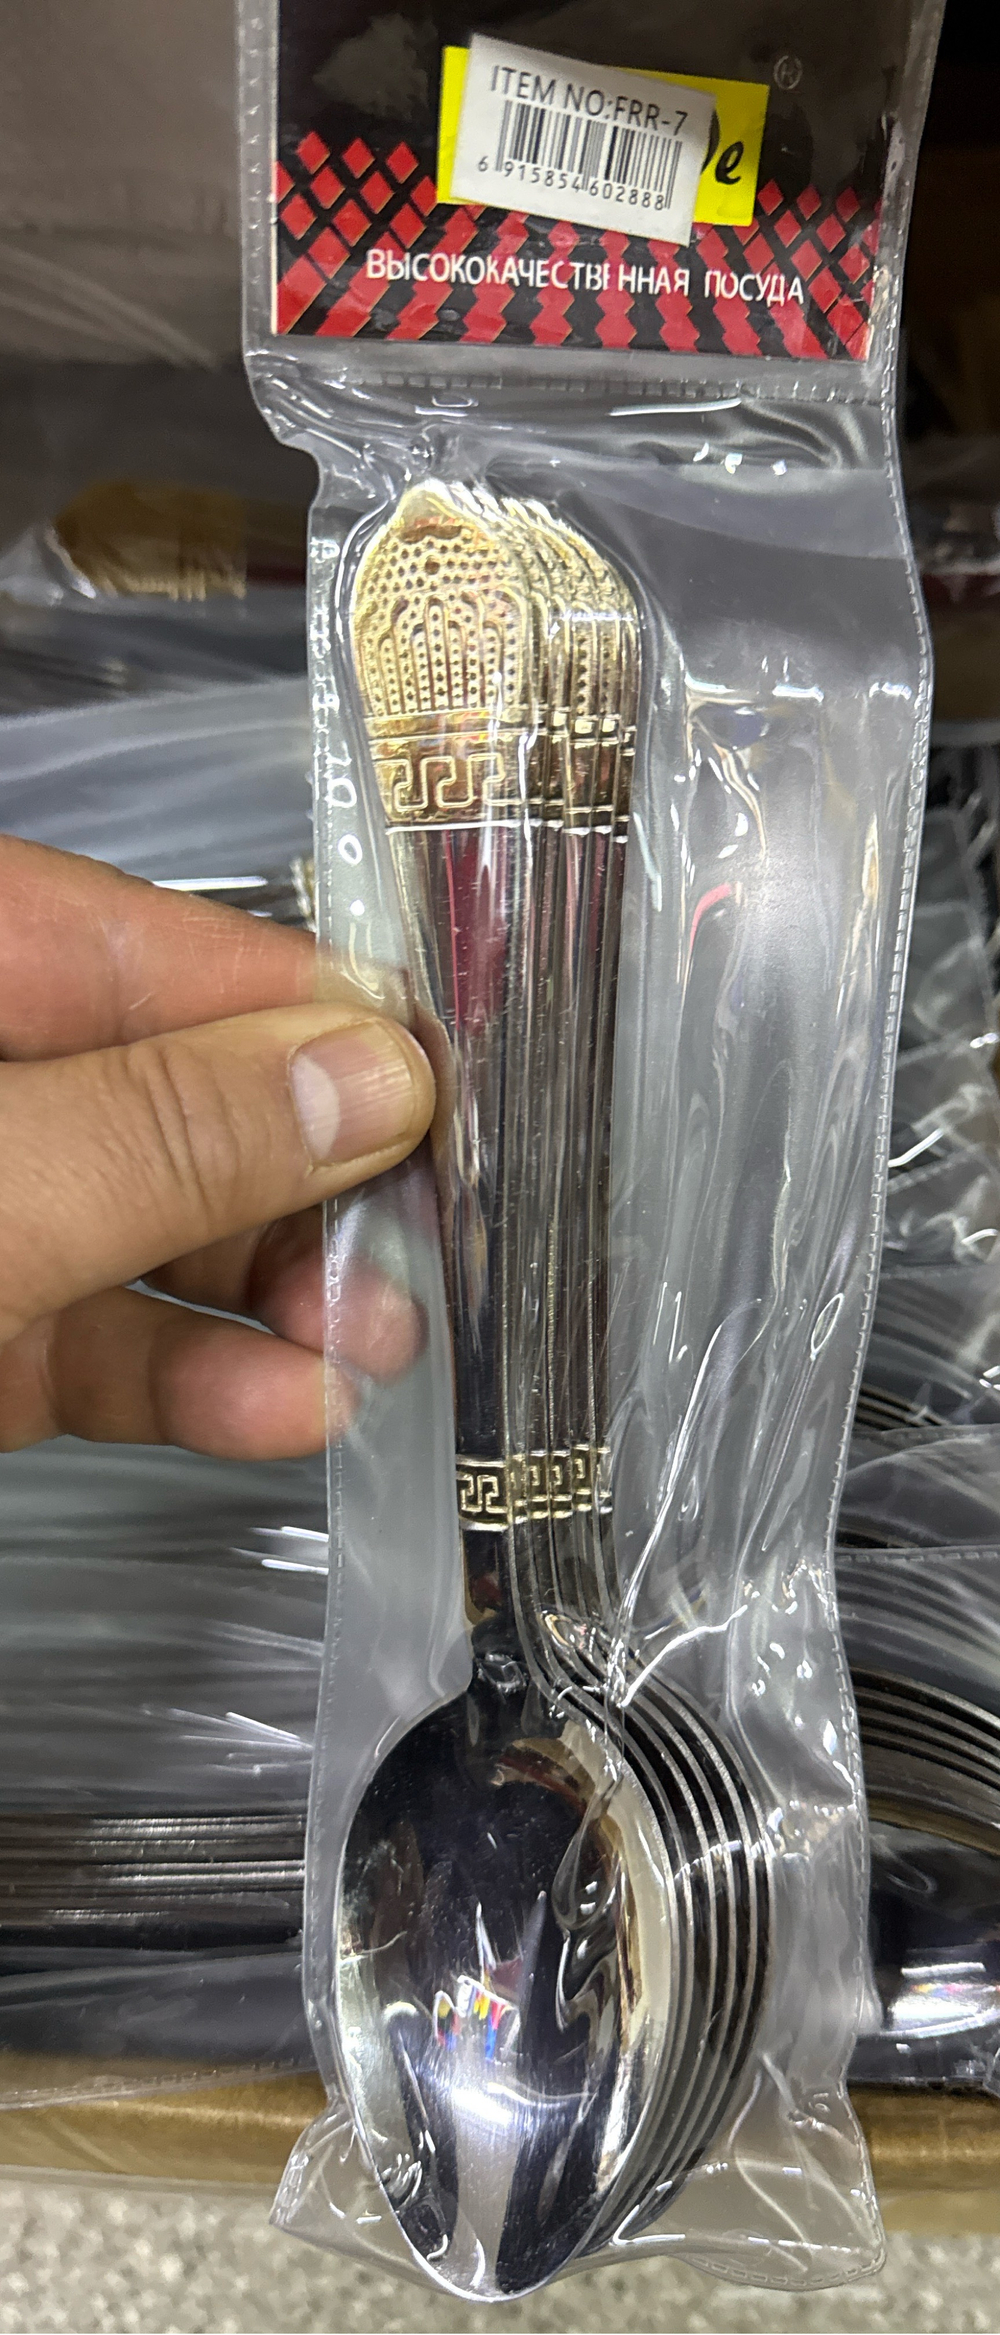 ®
ITEM NO:FRR-7
6 915854 602888
ВЫСОКОКАЧЕСТВЕННАЯ ПОСУДА